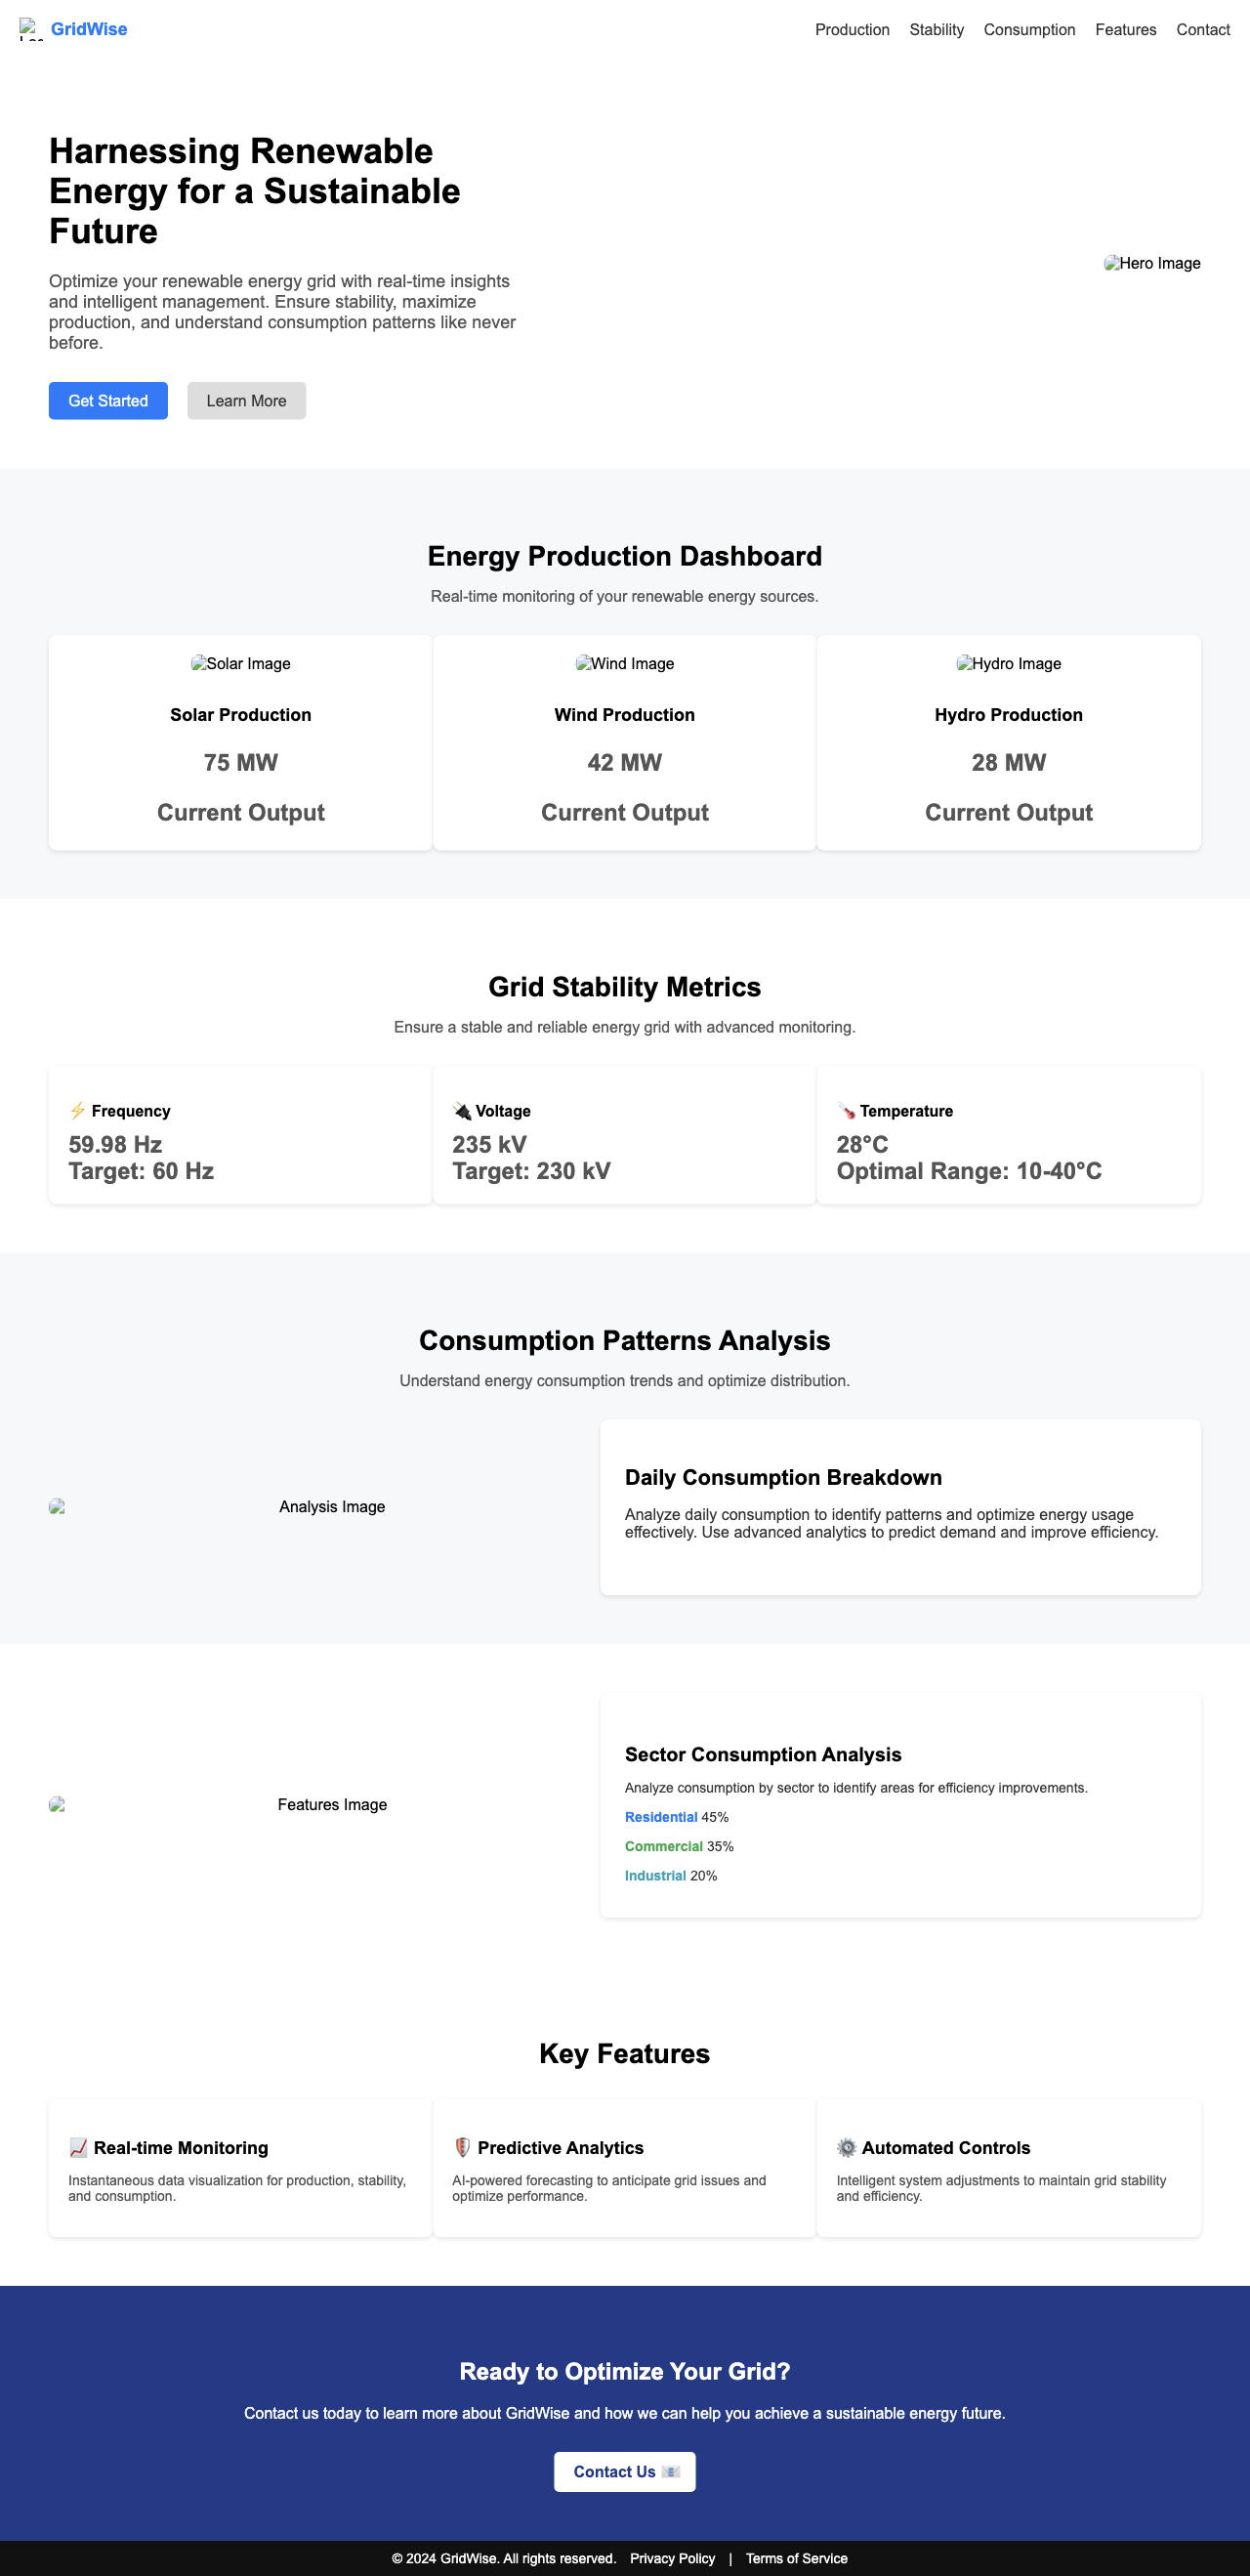 GridWise
Production Stability Consumption Features Contact
Harnessing Renewable
Energy for a Sustainable
Future
Optimize your renewable energy grid with real-time insights
and intelligent management. Ensure stability, maximize
production, and understand consumption patterns like never
before.
Get Started Learn More
Hero Image
Energy Production Dashboard
Real-time monitoring of your renewable energy sources.
Solar Image
Solar Production
75 MW
Current Output
Wind Image
Wind Production
42 MW
Current Output
Hydro Image
Hydro Production
28 MW
Current Output
Grid Stability Metrics
Ensure a stable and reliable energy grid with advanced monitoring.
⚡ Frequency
59.98 Hz
Target: 60 Hz
🔌 Voltage
235 kV
Target: 230 kV
🌡️ Temperature
28°C
Optimal Range: 10-40°C
Consumption Patterns Analysis
Understand energy consumption trends and optimize distribution.
Analysis Image
Daily Consumption Breakdown
Analyze daily consumption to identify patterns and optimize energy usage
effectively. Use advanced analytics to predict demand and improve efficiency.
Features Image
Sector Consumption Analysis
Analyze consumption by sector to identify areas for efficiency improvements.
Residential 45%
Commercial 35%
Industrial 20%
Key Features
📈 Real-time Monitoring
Instantaneous data visualization for production, stability,
and consumption.
🛡️ Predictive Analytics
AI-powered forecasting to anticipate grid issues and
optimize performance.
⚙️ Automated Controls
Intelligent system adjustments to maintain grid stability
and efficiency.
Ready to Optimize Your Grid?
Contact us today to learn more about GridWise and how we can help you achieve a sustainable energy future.
Contact Us 📧
© 2024 GridWise. All rights reserved. Privacy Policy | Terms of Service